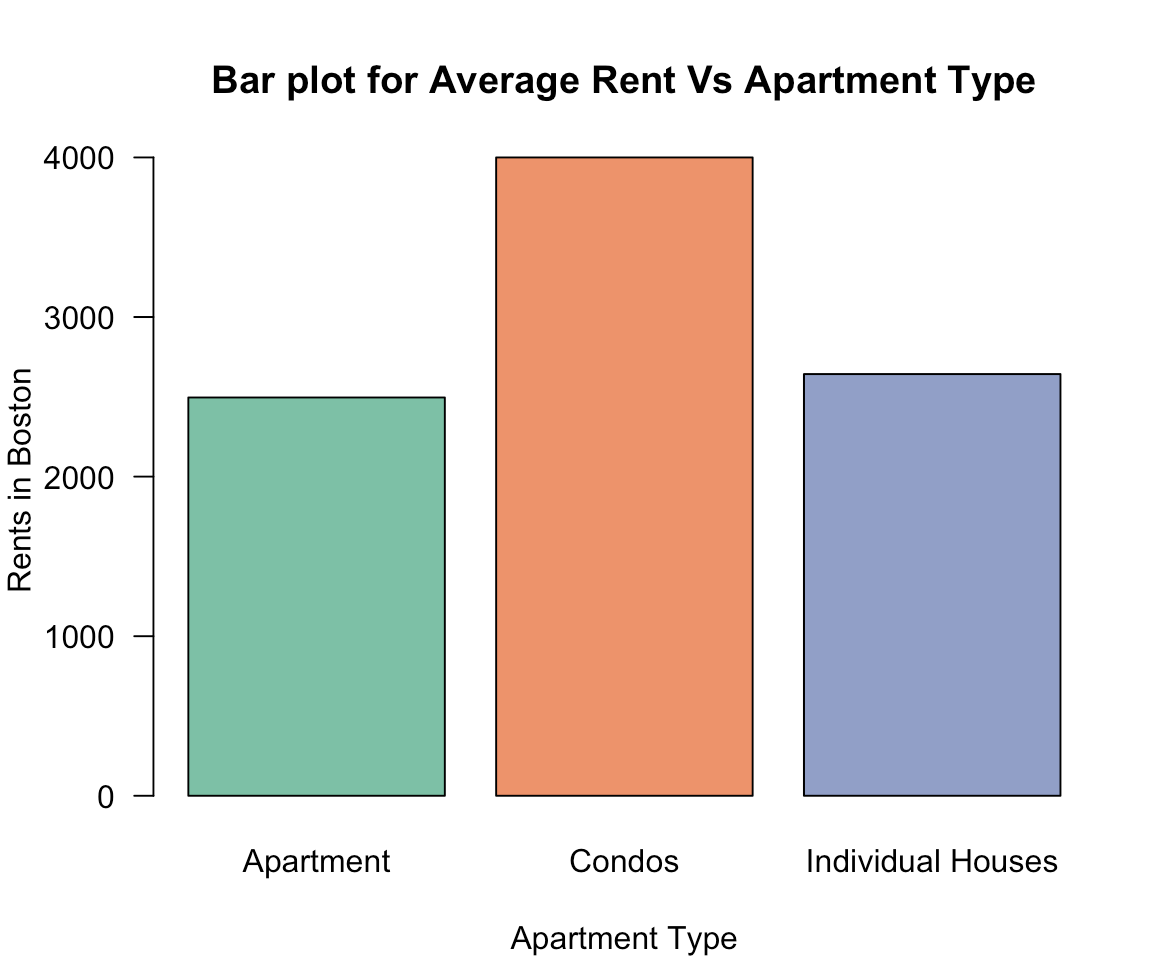 Bar plot for Average Rent Vs Apartment Type
4000
3000
2000
1000
0
Rents in Boston
Apartment
Condos
Individual Houses
Apartment Type